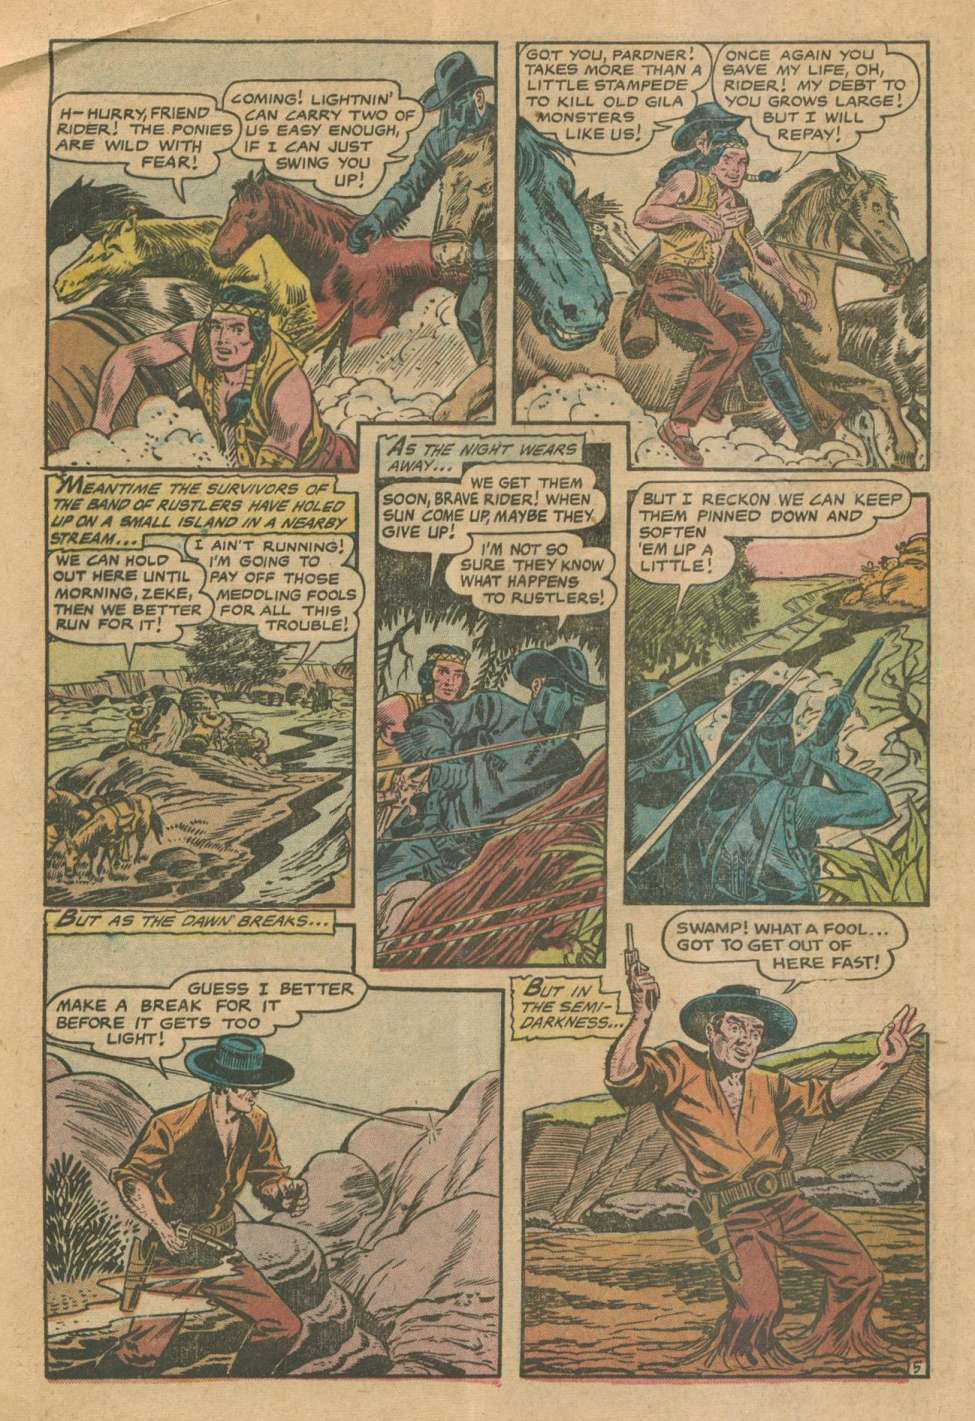 H-HURRY, FRIEND
RIDER! THE PONIES
ARE WILD WITH
FEAR!
COMING! LIGHTNIN'
CAN CARRY TWO OF
US EASY ENOUGH,
IF I CAN JUST
SWING YOU
UP!
GOT YOU, PARDNER!
TAKES MORE THAN A
LITTLE STAMPEDE
TO KILL OLD GILA
MONSTERS
LIKE US!
ONCE AGAIN YOU
SAVE MY LIFE, OH,
RIDER! MY DEBT TO
YOU GROWS LARGE!
BUT I WILL
REPAY!
MEANTIME THE SURVIVORS OF
THE BAND OF RUSTLERS HAVE HOLED
UP ON A SMALL ISLAND IN A NEARBY
STREAM...
WE CAN HOLD
OUT HERE UNTIL
MORNING, ZEKE,
THEN WE BETTER
RUN FOR IT!
I AIN'T RUNNING!
I'M GOING TO
PAY OFF THOSE
MEDDLING FOOLS
FOR ALL THIS
TROUBLE!
AS THE NIGHT WEARS
AWAY...
WE GET THEM
SOON, BRAVE RIDER! WHEN
SUN COME UP, MAYBE THEY
GIVE UP!
I'M NOT SO
SURE THEY KNOW
WHAT HAPPENS
TO RUSTLERS!
BUT I RECKON WE CAN KEEP
THEM PINNED DOWN AND
SOFTEN
'EM UP A
LITTLE!
BUT AS THE DAWN BREAKS...
GUESS I BETTER
MAKE A BREAK FOR IT
BEFORE IT GETS TOO
LIGHT!
BUT IN
THE SEMI-
DARKNESS...
SWAMP! WHAT A FOOL...
GOT TO GET OUT OF
HERE FAST!
5